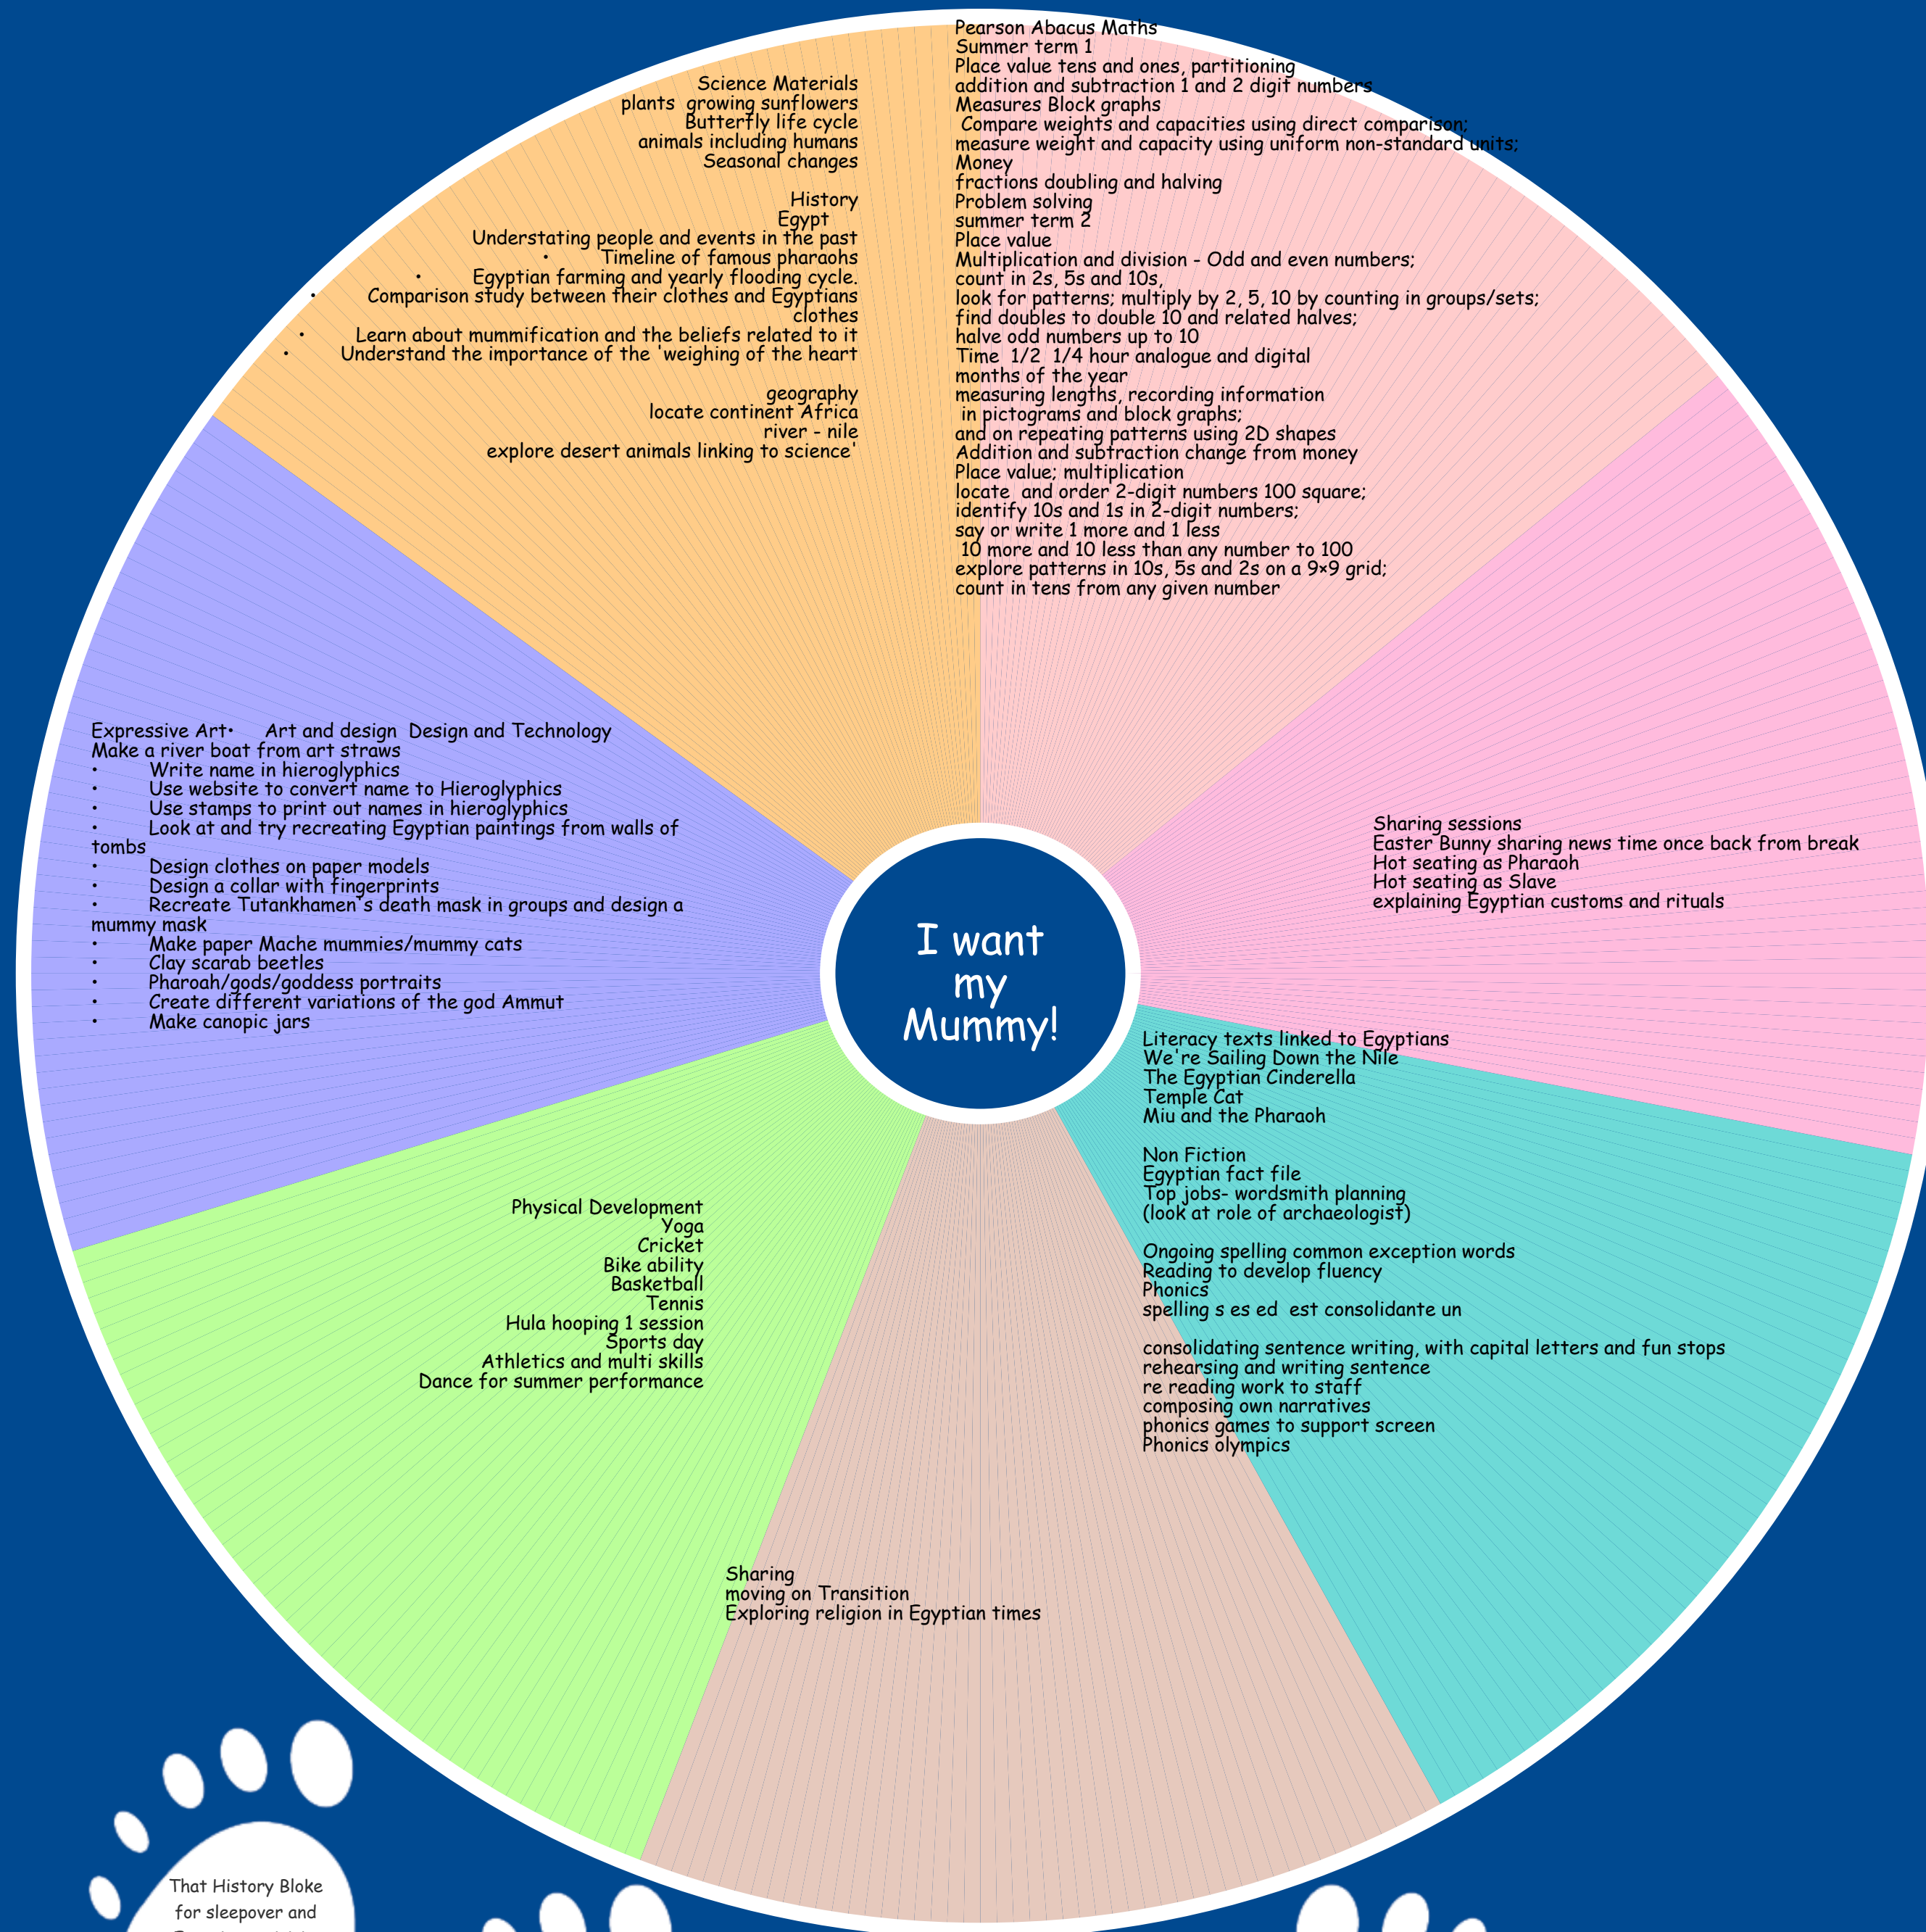 Pearson Abacus Maths
Summer term 1
Place value tens and ones, partitioning
addition and subtraction 1 and 2 digit numbers
Measures Block graphs
Compare weights and capacities using direct comparison;
measure weight and capacity using uniform non-standard units;
Money
fractions doubling and halving
Problem solving
summer term 2
Place value
Multiplication and division - Odd and even numbers;
count in 2s, 5s and 10s,
look for patterns; multiply by 2, 5, 10 by counting in groups/sets;
find doubles to double 10 and related halves;
halve odd numbers up to 10
Time 1/2 1/4 hour analogue and digital
months of the year
measuring lengths, recording information
in pictograms and block graphs;
and on repeating patterns using 2D shapes
Addition and subtraction change from money
Place value; multiplication
locate and order 2-digit numbers 100 square;
identify 10s and 1s in 2-digit numbers;
say or write 1 more and 1 less
10 more and 10 less than any number to 100
explore patterns in 10s, 5s and 2s on a 9×9 grid;
count in tens from any given number
Science Materials
plants growing sunflowers
Butterfly life cycle
animals including humans
Seasonal changes
History
Egypt
Understating people and events in the past
• Timeline of famous pharaohs
• Egyptian farming and yearly flooding cycle.
• Comparison study between their clothes and Egyptians
clothes
• Learn about mummification and the beliefs related to it
• Understand the importance of the 'weighing of the heart
geography
locate continent Africa
river - nile
explore desert animals linking to science'
Expressive Art• Art and design Design and Technology
Make a river boat from art straws
• Write name in hieroglyphics
• Use website to convert name to Hieroglyphics
• Use stamps to print out names in hieroglyphics
• Look at and try recreating Egyptian paintings from walls of
tombs
• Design clothes on paper models
• Design a collar with fingerprints
• Recreate Tutankhamen's death mask in groups and design a
mummy mask
• Make paper Mache mummies/mummy cats
• Clay scarab beetles
• Pharoah/gods/goddess portraits
• Create different variations of the god Ammut
• Make canopic jars
Sharing sessions
Easter Bunny sharing news time once back from break
Hot seating as Pharaoh
Hot seating as Slave
explaining Egyptian customs and rituals
I want
my
Mummy!
Literacy texts linked to Egyptians
We're Sailing Down the Nile
The Egyptian Cinderella
Temple Cat
Miu and the Pharaoh
Non Fiction
Egyptian fact file
Top jobs- wordsmith planning
(look at role of archaeologist)
Ongoing spelling common exception words
Reading to develop fluency
Phonics
spelling s es ed est consolidante un
consolidating sentence writing, with capital letters and fun stops
rehearsing and writing sentence
re reading work to staff
composing own narratives
phonics games to support screen
Phonics olympics
Physical Development
Yoga
Cricket
Bike ability
Basketball
Tennis
Hula hooping 1 session
Sports day
Athletics and multi skills
Dance for summer performance
Sharing
moving on Transition
Exploring religion in Egyptian times
That History Bloke
for sleepover and